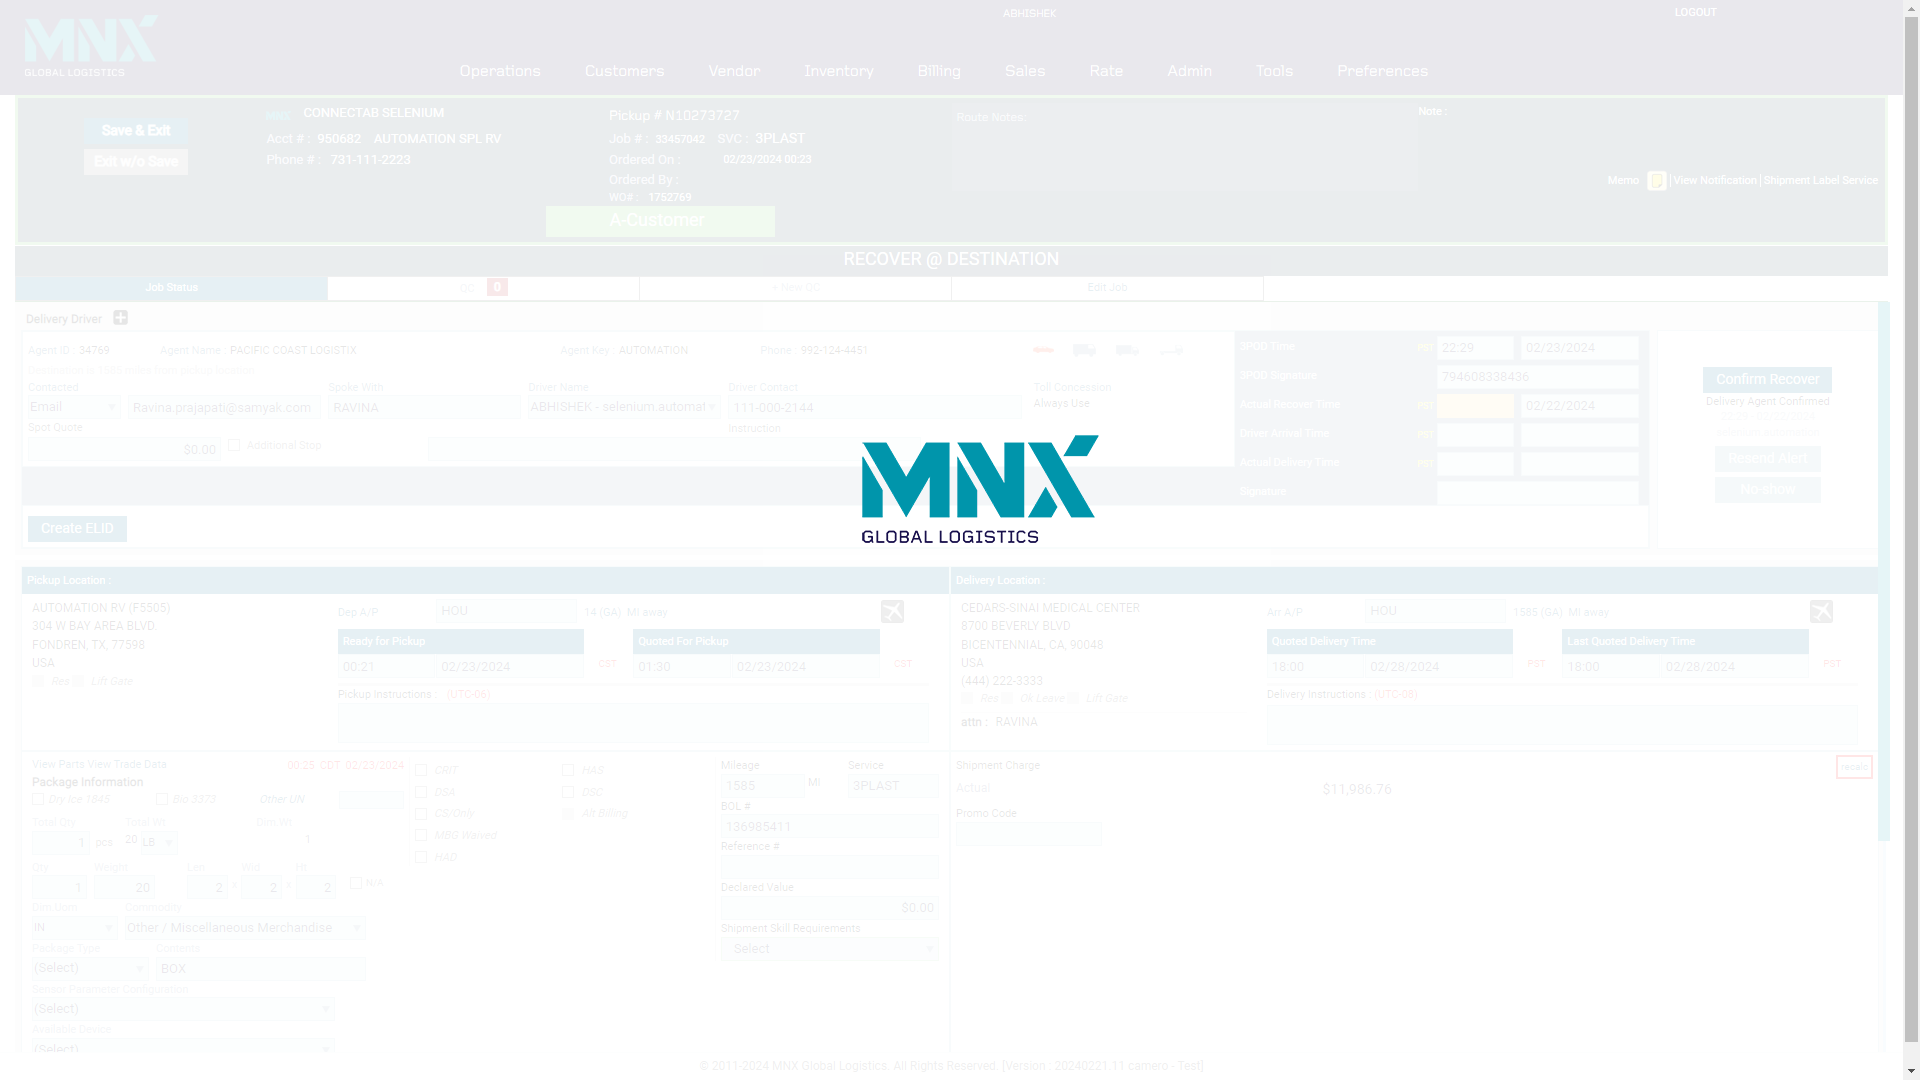 ABHISHEK
LOGOUT
MNX
GLOBAL LOGISTICS
Operations Customers Vendor Inventory Billing Sales Rate Admin Tools Preferences
Save & Exit
Exit w/o Save
MNX CONNECTAB SELENIUM
Acct # : 950682 AUTOMATION SPL RV
Phone # : 731-111-2223
Pickup # N10273727
Job # : 33457042 SVC : 3PLAST
Ordered On : 02/23/2024 00:23
Ordered By :
WO# : 1752769
A-Customer
Route Notes:
Note :
Memo | View Notification | Shipment Label Service
RECOVER @ DESTINATION
Job Status
QC 0
+ New QC
Edit Job
Delivery Driver
Agent ID : 34769 Agent Name : PACIFIC COAST LOGISTIX Agent Key : AUTOMATION Phone : 992-124-4451
Destination is 1585 miles from pickup location
Contacted Spoke With Driver Name Driver Contact Toll Concession
Email Ravina.prajapati@samyak.com RAVINA ABHISHEK - selenium.automat 111-000-2144 Always Use
Spot Quote Instruction
$0.00 Additional Stop
3POD Time PST 22:29 02/23/2024
3POD Signature 794608338436
Actual Recover Time PST 02/22/2024
Driver Arrival Time PST
Actual Delivery Time PST
Signature
Confirm Recover
Delivery Agent Confirmed
Resend Alert
No-show
Create ELID
MNX
GLOBAL LOGISTICS
Pickup Location :
AUTOMATION RV (F5505)
304 W BAY AREA BLVD.
FONDREN, TX, 77598
USA
Res Lift Gate
Dep A/P HOU 14 (GA) MI away
Ready for Pickup Quoted For Pickup
00:21 02/23/2024 CST 01:30 02/23/2024 CST
Pickup Instructions : (UTC-06)
Delivery Location :
CEDARS-SINAI MEDICAL CENTER
8700 BEVERLY BLVD
BICENTENNIAL, CA, 90048
USA
(444) 222-3333
Res Ok Leave Lift Gate
attn : RAVINA
Arr A/P HOU 1585 (GA) MI away
Quoted Delivery Time Last Quoted Delivery Time
18:00 02/28/2024 PST 18:00 02/28/2024 PST
Delivery Instructions : (UTC-08)
View Parts View Trade Data 00:25 CDT 02/23/2024
Package Information
Dry Ice 1845 Bio 3373 Other UN
Total Qty Total Wt Dim Wt
1 pcs 20 LB 1
Qty Weight Len Wid Ht
1 20 2 x 2 x 2 N/A
Dim Uom Commodity
IN Other / Miscellaneous Merchandise
Package Type Contents
(Select) BOX
Sensor Parameter Configuration
(Select)
Available Device
(Select)
CRIT HAS
DSA DSC
CS/Only Alt Billing
MBG Waived
HAD
Mileage Service
1585 MI 3PLAST
BOL #
136985411
Reference #
Declared Value
$0.00
Shipment Skill Requirements
Select
Shipment Charge
recalc
Actual $11,986.76
Promo Code
© 2011-2024 MNX Global Logistics. All Rights Reserved. [Version : 20240221.11 camero - Test]